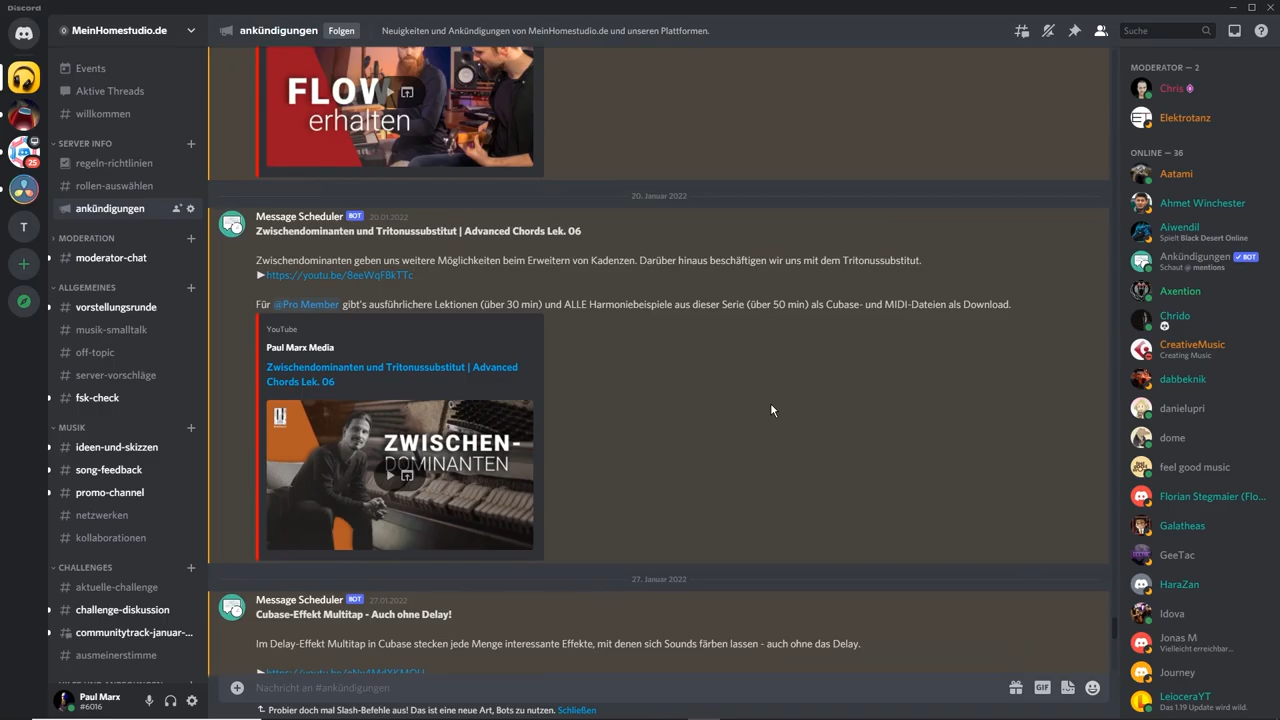 Discord
MeinHomestudio.de
ankündigungen
Folgen
Neuigkeiten und Ankündigungen von MeinHomestudio.de und unseren Plattformen.
Suche
Events
Aktive Threads
willkommen
SERVER INFO
regeln-richtlinien
rollen-auswählen
ankündigungen
MODERATION
moderator-chat
ALLGEMEINES
vorstellungsrunde
musik-smalltalk
off-topic
server-vorschläge
fsk-check
MUSIK
ideen-und-skizzen
song-feedback
promo-channel
netzwerken
kollaborationen
CHALLENGES
aktuelle-challenge
challenge-diskussion
communitytrack-januar-...
ausmeinerstimme
25
T
Paul Marx
#6016
FLOW
erhalten
20. Januar 2022
Message Scheduler BOT 20.01.2022
Zwischendominanten und Tritonussubstitut | Advanced Chords Lek. 06
Zwischendominanten geben uns weitere Möglichkeiten beim Erweitern von Kadenzen. Darüber hinaus beschäftigen wir uns mit dem Tritonussubstitut.
►https://youtu.be/8eeWqF8kTTc
Für @Pro Member gibt's ausführlichere Lektionen (über 30 min) und ALLE Harmoniebeispiele aus dieser Serie (über 50 min) als Cubase- und MIDI-Dateien als Download.
YouTube
Paul Marx Media
Zwischendominanten und Tritonussubstitut | Advanced
Chords Lek. 06
ZWISCHEN-
DOMINANTEN
27. Januar 2022
Message Scheduler BOT 27.01.2022
Cubase-Effekt Multitap - Auch ohne Delay!
Im Delay-Effekt Multitap in Cubase stecken jede Menge interessante Effekte, mit denen sich Sounds färben lassen - auch ohne das Delay.
Nachricht an #ankündigungen
GIF
Probier doch mal Slash-Befehle aus! Das ist eine neue Art, Bots zu nutzen. Schließen
MODERATOR — 2
Chris
Elektrotanz
ONLINE — 36
Aatami
Ahmet Winchester
Aiwendil
Spielt Black Desert Online
Ankündigungen ✓ BOT
Schaut @ mentions
Axention
Chrido
CreativeMusic
Creating Music
dabbeknik
danielupri
dome
feel good music
Florian Stegmaier (Flo...
Galatheas
GeeTac
HaraZan
Idova
Jonas M
Vielleicht erreichbar...
Journey
LeioceraYT
Das 1.19 Update wird wild.